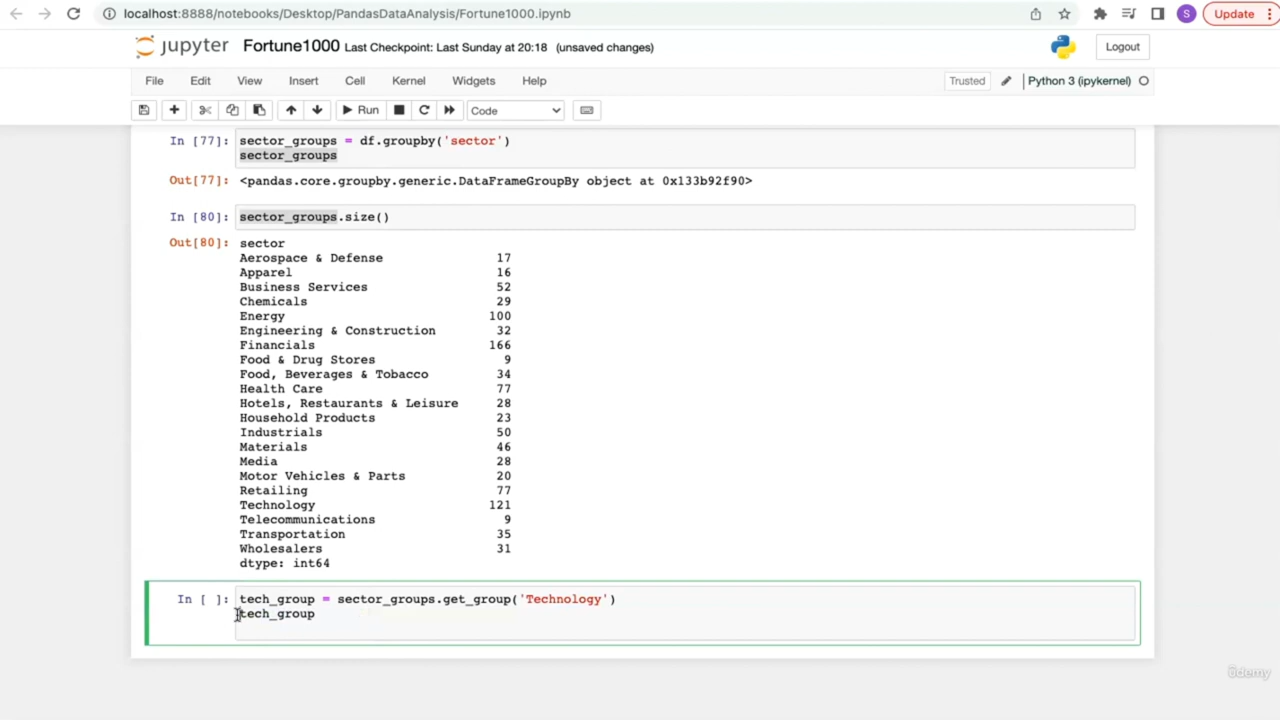 localhost:8888/notebooks/Desktop/PandasDataAnalysis/Fortune1000.ipynb S Update
jupyter Fortune1000 Last Checkpoint: Last Sunday at 20:18 (unsaved changes) Logout
File Edit View Insert Cell Kernel Widgets Help Trusted Python 3 (ipykernel)
Run Code
In [77]: sector_groups = df.groupby('sector')
sector_groups
Out[77]: <pandas.core.groupby.generic.DataFrameGroupBy object at 0x133b92f90>
In [80]: sector_groups.size()
Out[80]: sector
Aerospace & Defense 17
Apparel 16
Business Services 52
Chemicals 29
Energy 100
Engineering & Construction 32
Financials 166
Food & Drug Stores 9
Food, Beverages & Tobacco 34
Health Care 77
Hotels, Restaurants & Leisure 28
Household Products 23
Industrials 50
Materials 46
Media 28
Motor Vehicles & Parts 20
Retailing 77
Technology 121
Telecommunications 9
Transportation 35
Wholesalers 31
dtype: int64
In [ ]: tech_group = sector_groups.get_group('Technology')
tech_group
ûdemy